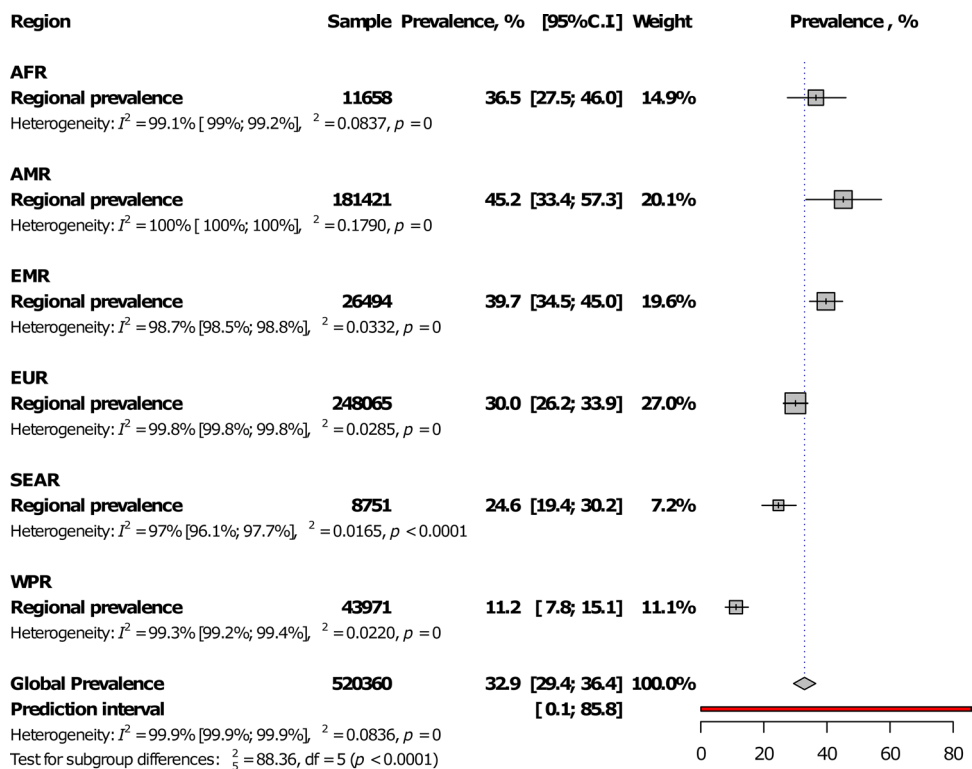 Region Sample Prevalence, % [95%C.I] Weight Prevalence , %
AFR
Regional prevalence 11658 36.5 [27.5; 46.0] 14.9%
Heterogeneity: I² = 99.1% [ 99%; 99.2%], ² = 0.0837, p = 0
AMR
Regional prevalence 181421 45.2 [33.4; 57.3] 20.1%
Heterogeneity: I² = 100% [ 100%; 100%], ² = 0.1790, p = 0
EMR
Regional prevalence 26494 39.7 [34.5; 45.0] 19.6%
Heterogeneity: I² = 98.7% [98.5%; 98.8%], ² = 0.0332, p = 0
EUR
Regional prevalence 248065 30.0 [26.2; 33.9] 27.0%
Heterogeneity: I² = 99.8% [99.8%; 99.8%], ² = 0.0285, p = 0
SEAR
Regional prevalence 8751 24.6 [19.4; 30.2] 7.2%
Heterogeneity: I² = 97% [96.1%; 97.7%], ² = 0.0165, p < 0.0001
WPR
Regional prevalence 43971 11.2 [ 7.8; 15.1] 11.1%
Heterogeneity: I² = 99.3% [99.2%; 99.4%], ² = 0.0220, p = 0
Global Prevalence 520360 32.9 [29.4; 36.4] 100.0%
Prediction interval [ 0.1; 85.8]
Heterogeneity: I² = 99.9% [99.9%; 99.9%], ² = 0.0836, p = 0
Test for subgroup differences: ²₅ = 88.36, df = 5 (p < 0.0001)
0 20 40 60 80